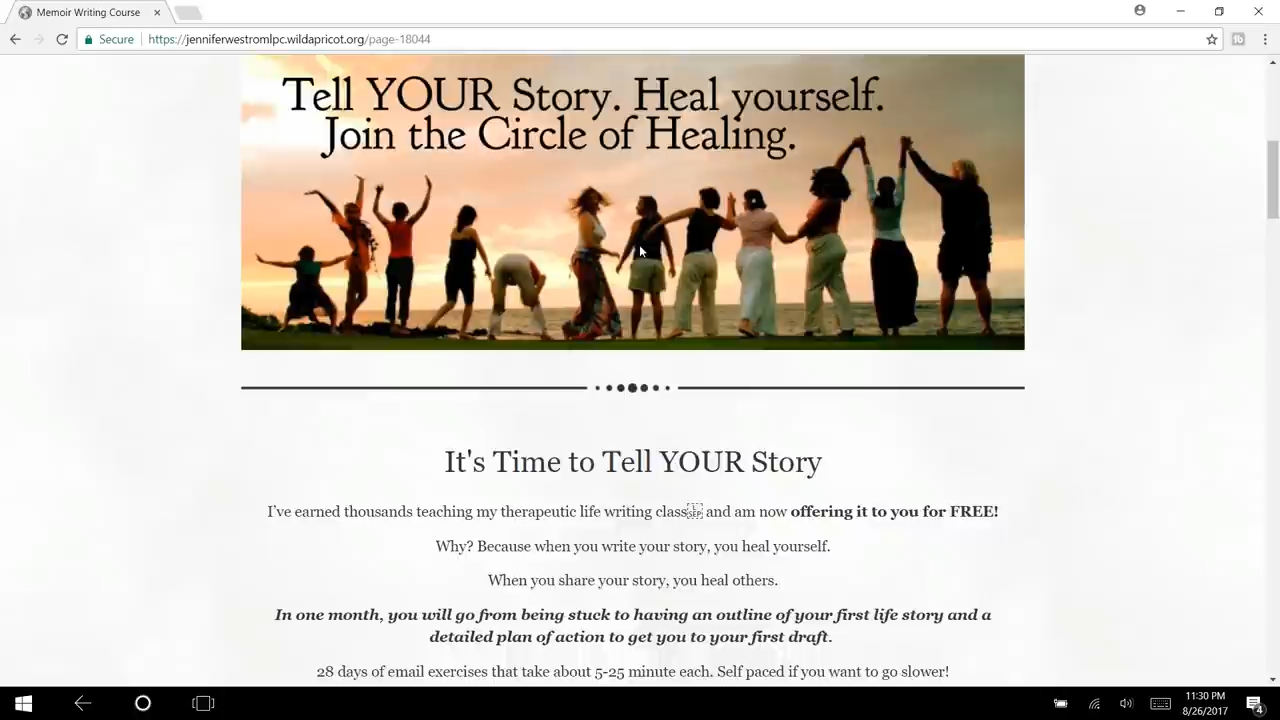 Memoir Writing Course
Secure
https://jenniferwestromlpc.wildapricot.org/page-18044
Tell YOUR Story. Heal yourself.
Join the Circle of Healing.
It's Time to Tell YOUR Story
I've earned thousands teaching my therapeutic life writing class and am now offering it to you for FREE!
Why? Because when you write your story, you heal yourself.
When you share your story, you heal others.
In one month, you will go from being stuck to having an outline of your first life story and a
detailed plan of action to get you to your first draft.
28 days of email exercises that take about 5-25 minute each. Self paced if you want to go slower!
11:30 PM
8/26/2017
4